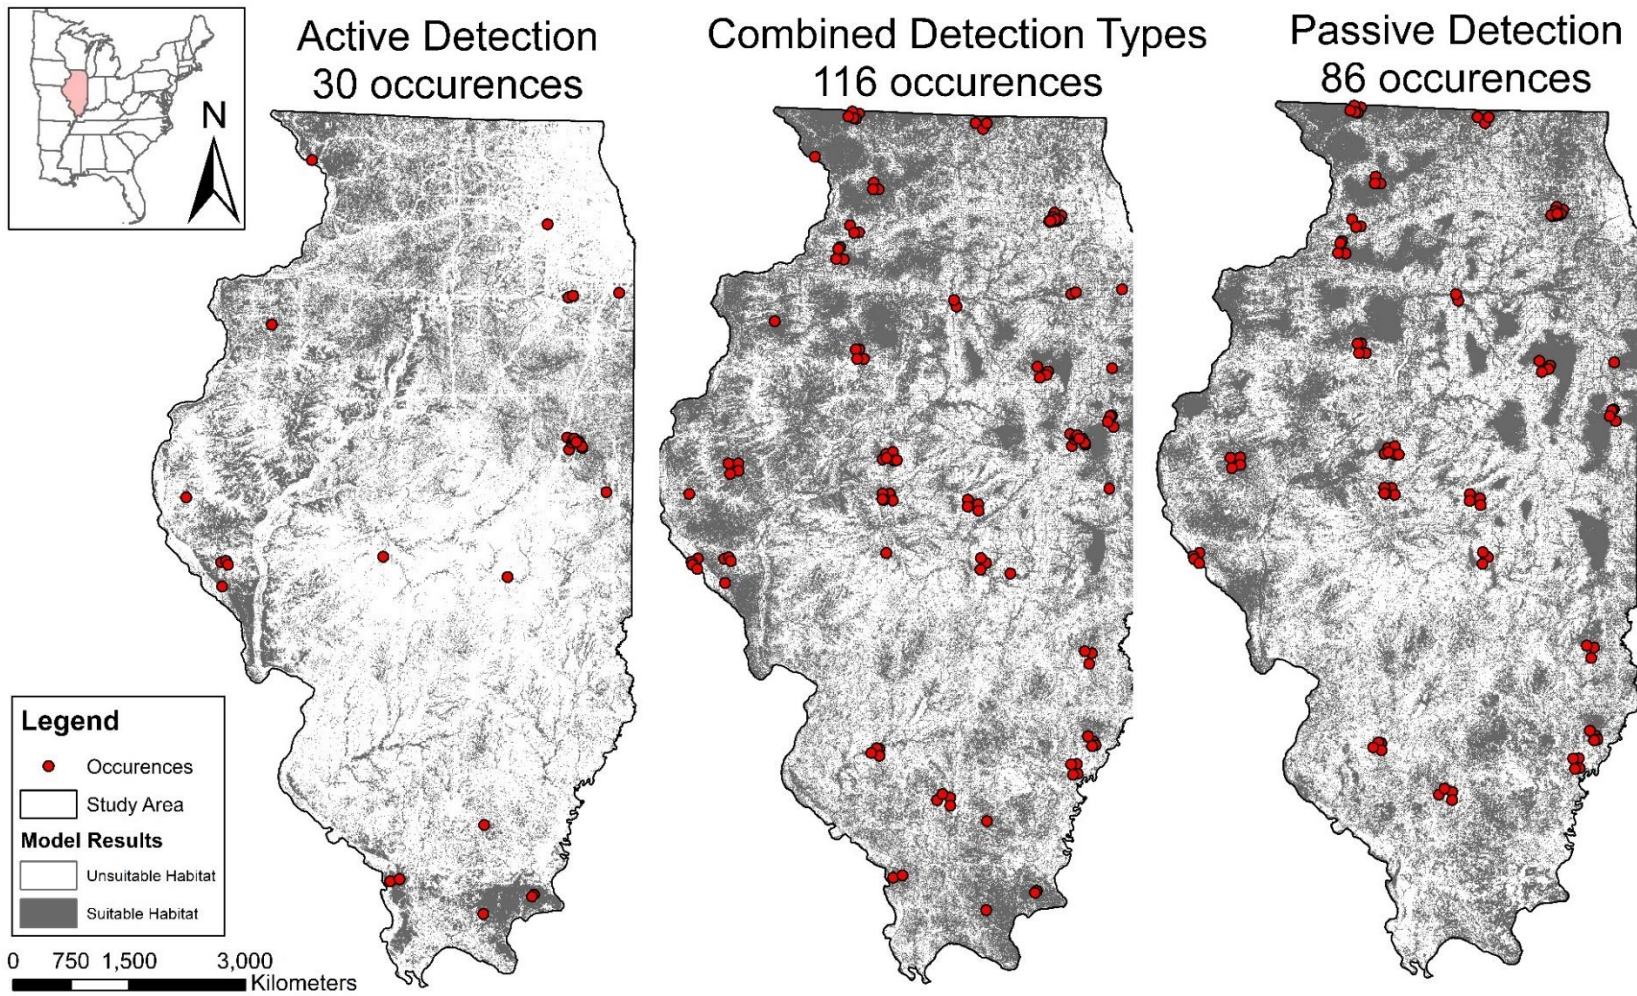 Active Detection
30 occurences
Combined Detection Types
116 occurences
Passive Detection
86 occurences
N
Legend
Occurences
Study Area
Model Results
Unsuitable Habitat
Suitable Habitat
0 750 1,500 3,000
Kilometers